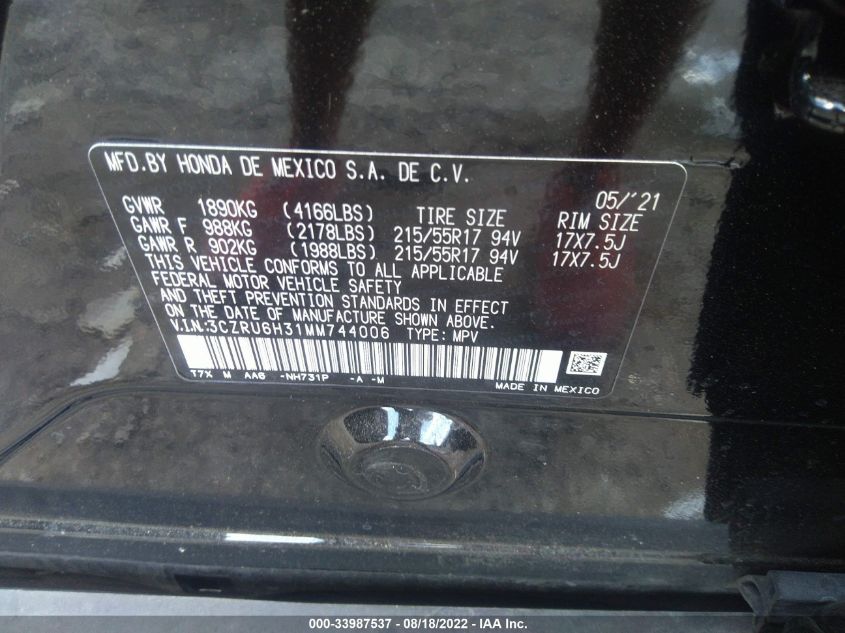 MFD.BY HONDA DE MEXICO S.A. DE C.V.
05/'21
GVWR 1890KG (4166LBS) TIRE SIZE RIM SIZE
GAWR F 988KG (2178LBS) 215/55R17 94V 17X7.5J
GAWR R 902KG (1988LBS) 215/55R17 94V 17X7.5J
THIS VEHICLE CONFORMS TO ALL APPLICABLE
FEDERAL MOTOR VEHICLE SAFETY
AND THEFT PREVENTION STANDARDS IN EFFECT
ON THE DATE OF MANUFACTURE SHOWN ABOVE.
V.I.N:3CZRU6H31MM744006 TYPE: MPV
T7X M AA6 -NH731P -A -M MADE IN MEXICO
000-33987537 - 08/18/2022 - IAA Inc.